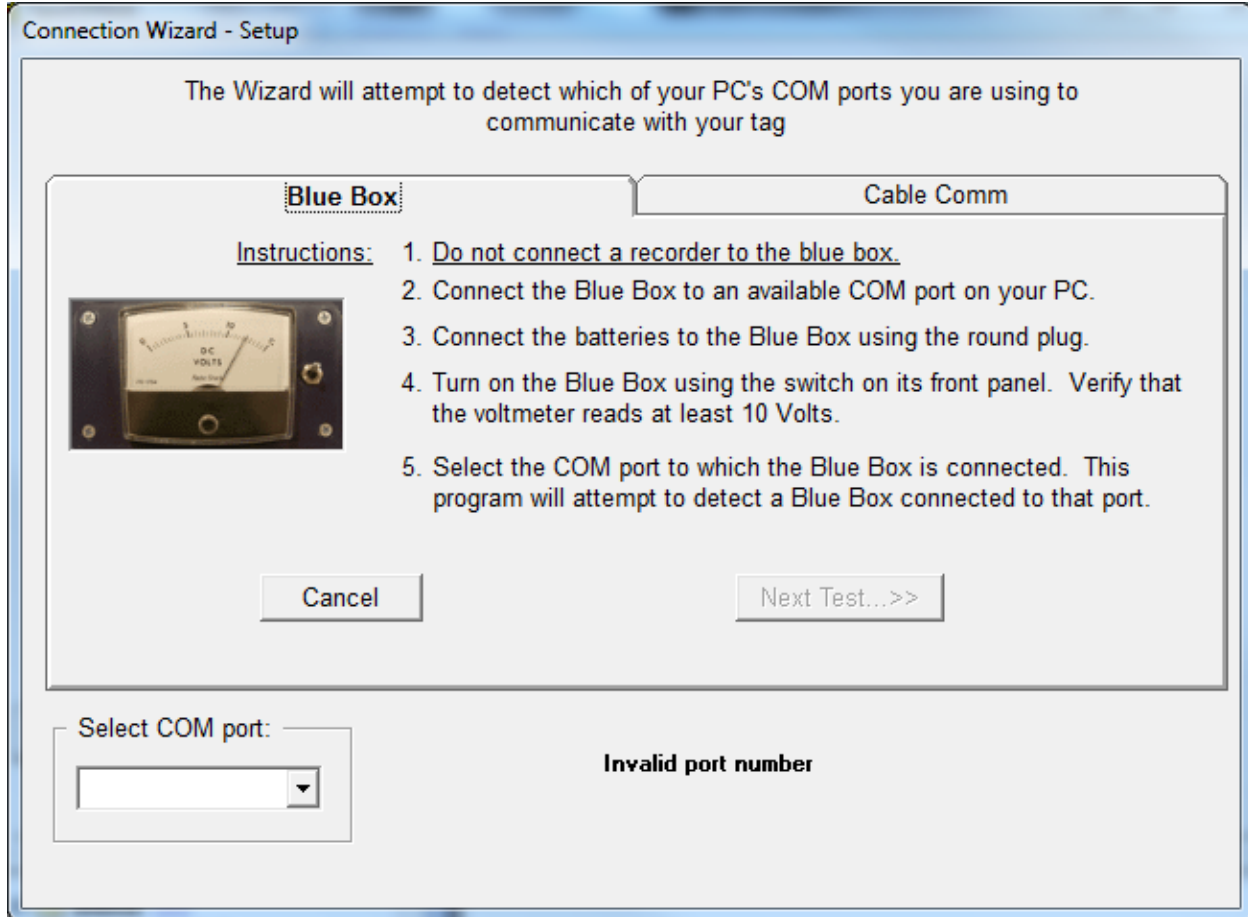 Connection Wizard - Setup
The Wizard will attempt to detect which of your PC's COM ports you are using to
communicate with your tag
Blue Box
Cable Comm
Instructions:
1. Do not connect a recorder to the blue box.
2. Connect the Blue Box to an available COM port on your PC.
3. Connect the batteries to the Blue Box using the round plug.
4. Turn on the Blue Box using the switch on its front panel. Verify that
the voltmeter reads at least 10 Volts.
5. Select the COM port to which the Blue Box is connected. This
program will attempt to detect a Blue Box connected to that port.
0 5 10
DC
VOLTS
Cancel
Next Test...>>
Select COM port:
Invalid port number